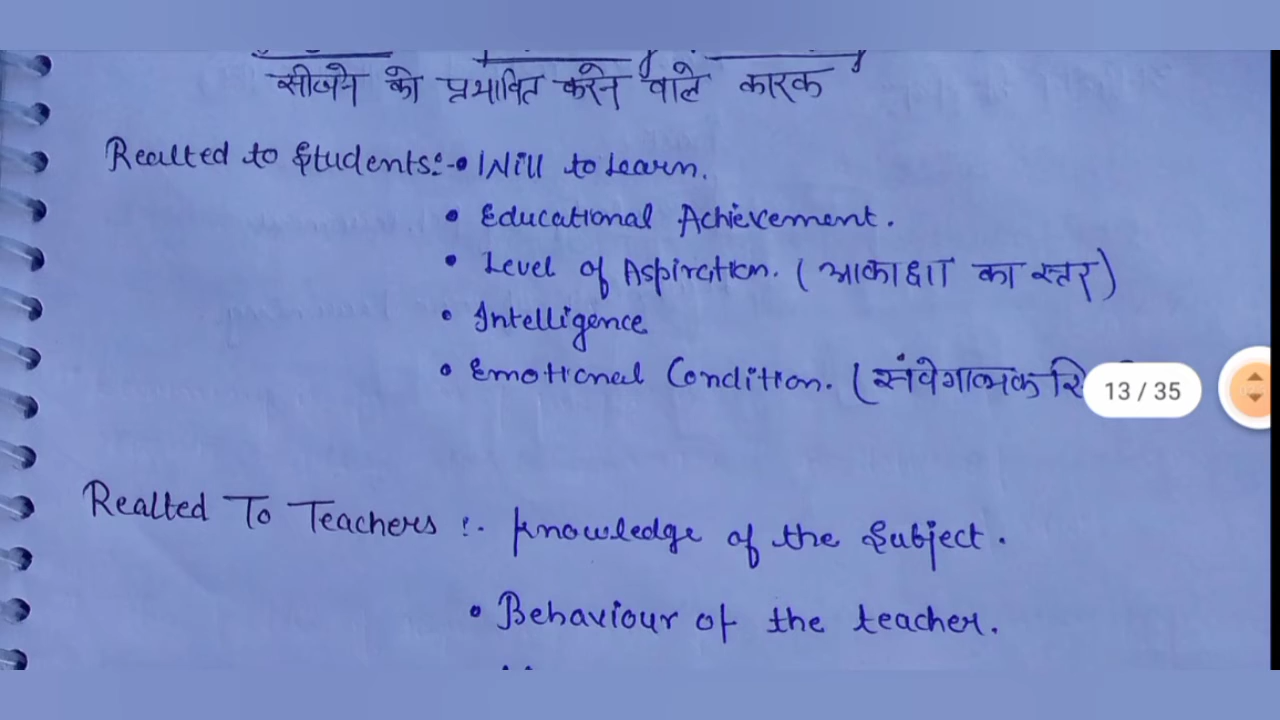 सीखने को प्रभावित करने वाले कारक
Realted to Students:- • Will to Learn.
• Educational Achievement.
• Level of Aspiration. (आकाक्षा का स्तर)
• Intelligence
• Emotional Condition. (संवेगात्मक
13 / 35
Realted To Teachers :- Knowledge of the Subject.
• Behaviour of the teacher.